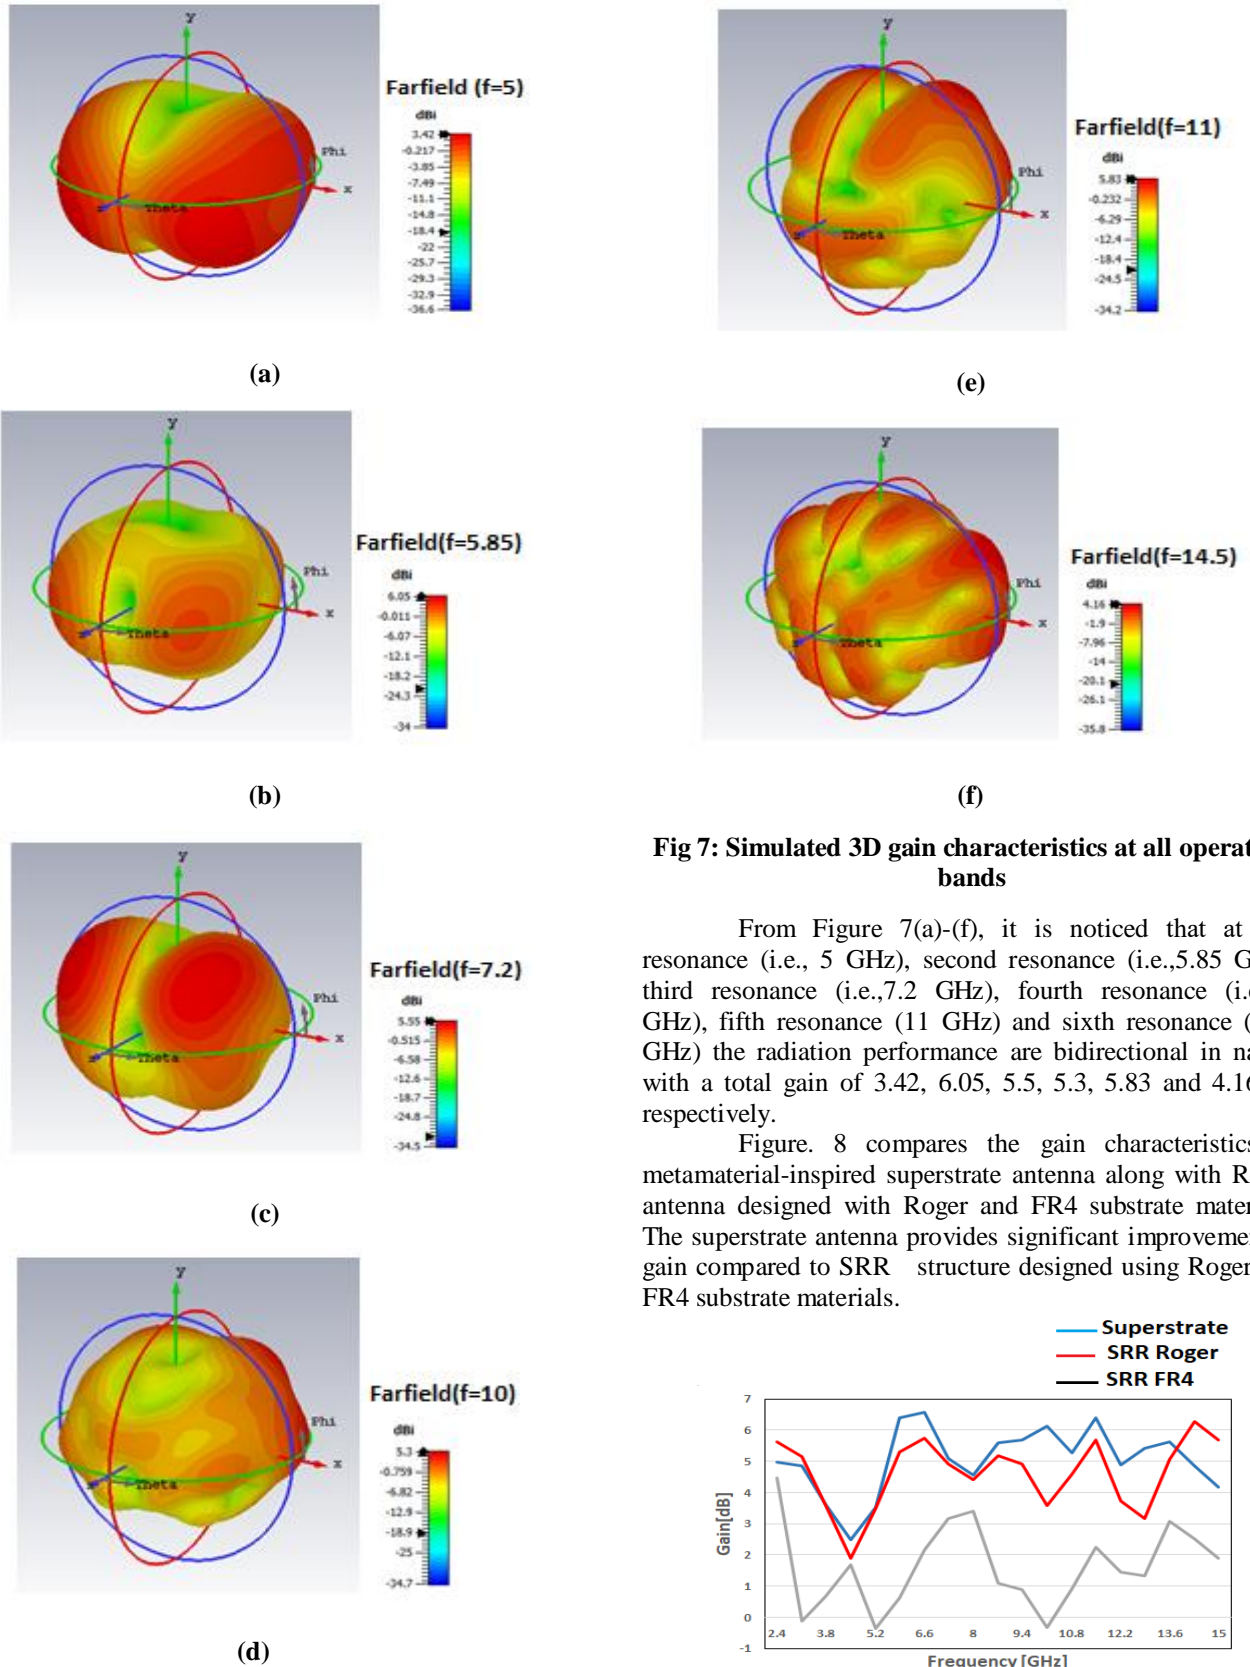 y
Farfield (f=5)
dBi
3.42
-0.217
-3.85
-7.49
-11.1
-14.8
-18.4
-22
-25.7
-29.3
-32.9
-36.6
Phi
x
z
Theta
(a)
y
Farfield(f=5.85)
dBi
6.05
-0.011
-6.07
-12.1
-18.2
-24.3
-34
Phi
x
z
Theta
(b)
y
Farfield(f=7.2)
dBi
5.55
-0.515
-6.58
-12.6
-18.7
-24.8
-34.5
Phi
x
z
Theta
(c)
y
Farfield(f=10)
dBi
5.3
-0.759
-6.82
-12.9
-18.9
-25
-34.7
Phi
x
z
Theta
(d)
y
Farfield(f=11)
dBi
5.83
-0.232
-6.29
-12.4
-18.4
-24.5
-34.2
Phi
x
z
Theta
(e)
y
Farfield(f=14.5)
dBi
4.16
-1.9
-7.96
-14
-20.1
-26.1
-35.8
Phi
x
z
Theta
(f)
Fig 7: Simulated 3D gain characteristics at all operat
bands
From Figure 7(a)-(f), it is noticed that at
resonance (i.e., 5 GHz), second resonance (i.e.,5.85 G
third resonance (i.e.,7.2 GHz), fourth resonance (i.e
GHz), fifth resonance (11 GHz) and sixth resonance (
GHz) the radiation performance are bidirectional in na
with a total gain of 3.42, 6.05, 5.5, 5.3, 5.83 and 4.16
respectively.
Figure. 8 compares the gain characteristics
metamaterial-inspired superstrate antenna along with R
antenna designed with Roger and FR4 substrate mater
The superstrate antenna provides significant improveme
gain compared to SRR structure designed using Roger
FR4 substrate materials.
Superstrate
SRR Roger
SRR FR4
Gain[dB]
7
6
5
4
3
2
1
0
-1
2.4 3.8 5.2 6.6 8 9.4 10.8 12.2 13.6 15
Frequency [GHz]